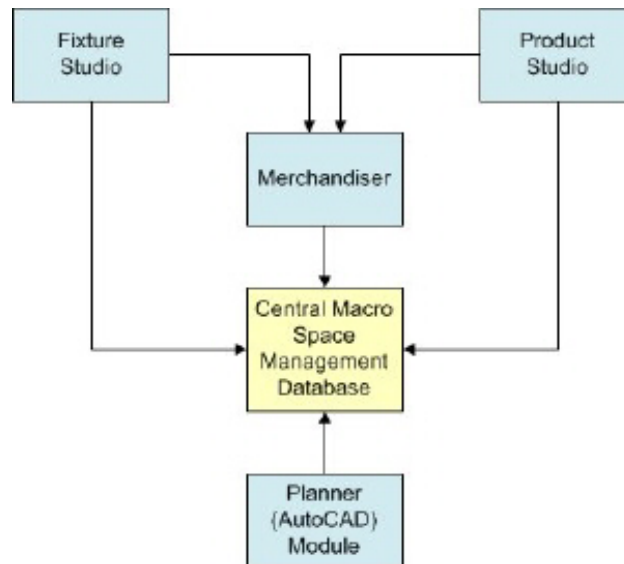 Fixture
Studio
Product
Studio
Merchandiser
Central Macro
Space
Management
Database
Planner
(AutoCAD)
Module